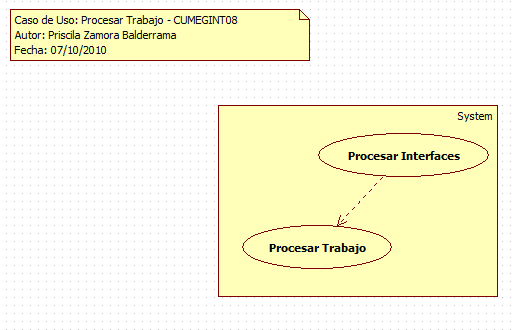 Caso de Uso: Procesar Trabajo - CUMEGINT08
Autor: Priscila Zamora Balderrama
Fecha: 07/10/2010
System
Procesar Interfaces
Procesar Trabajo